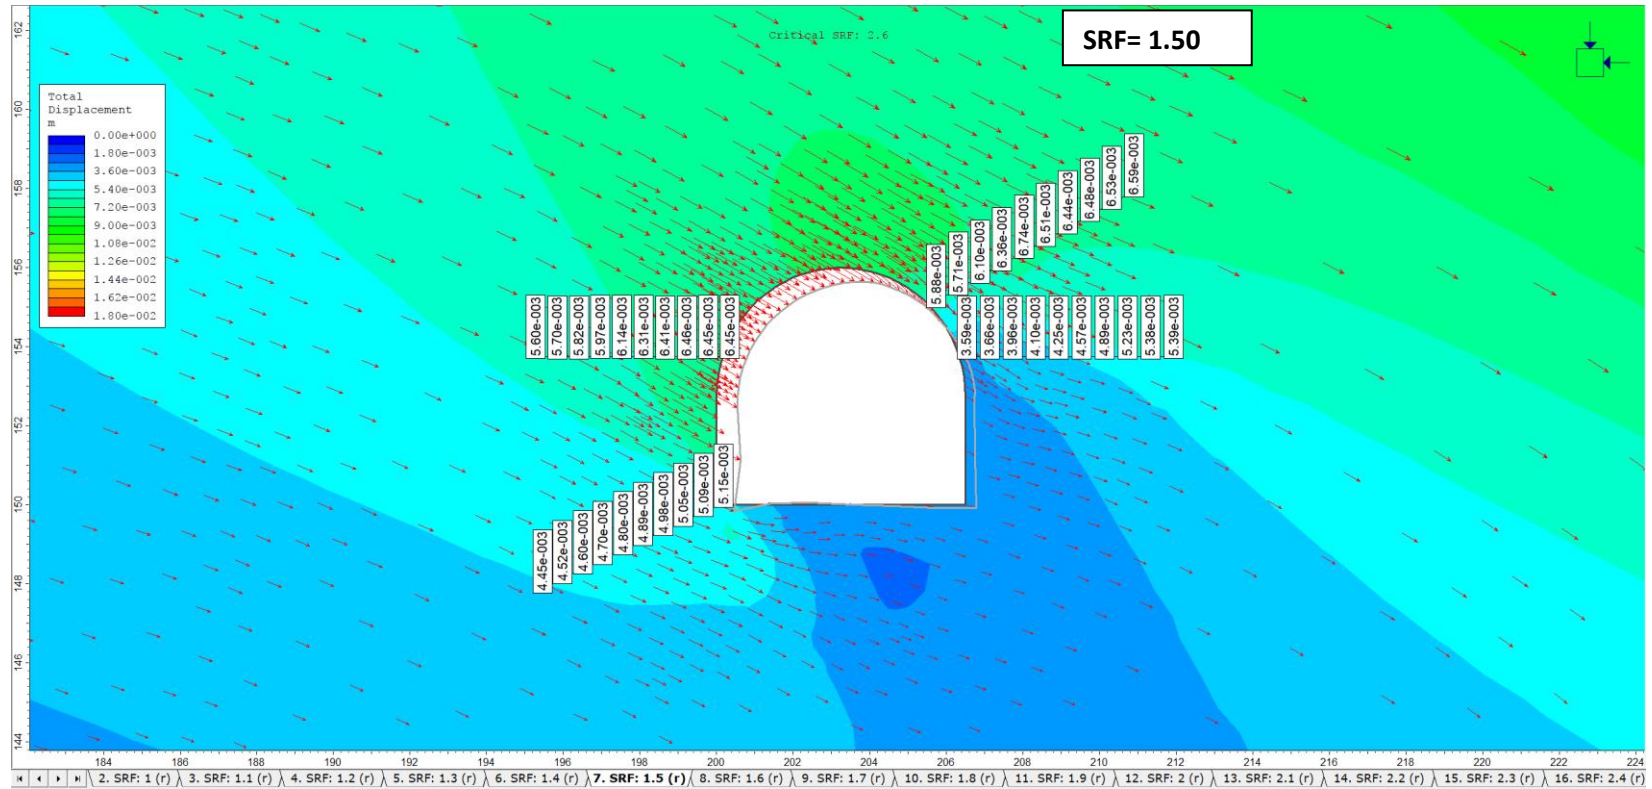 Critical SRF: 2.6
SRF= 1.50
Total
Displacement
m
0.00e+000
1.80e-003
3.60e-003
5.40e-003
7.20e-003
9.00e-003
1.08e-002
1.26e-002
1.44e-002
1.62e-002
1.80e-002
162
160
158
156
154
152
150
148
146
144
5.60e-003
5.70e-003
5.82e-003
5.97e-003
6.14e-003
6.31e-003
6.41e-003
6.46e-003
6.45e-003
6.45e-003
5.88e-003
5.71e-003
6.10e-003
6.36e-003
6.74e-003
6.51e-003
6.44e-003
6.48e-003
6.53e-003
6.59e-003
3.59e-003
3.66e-003
3.96e-003
4.10e-003
4.25e-003
4.57e-003
4.89e-003
5.23e-003
5.38e-003
5.39e-003
4.45e-003
4.52e-003
4.60e-003
4.70e-003
4.80e-003
4.89e-003
4.98e-003
5.05e-003
5.09e-003
5.15e-003
184 186 188 190 192 194 196 198 200 202 204 206 208 210 212 214 216 218 220 222 224
2. SRF: 1 (r) 3. SRF: 1.1 (r) 4. SRF: 1.2 (r) 5. SRF: 1.3 (r) 6. SRF: 1.4 (r) 7. SRF: 1.5 (r) 8. SRF: 1.6 (r) 9. SRF: 1.7 (r) 10. SRF: 1.8 (r) 11. SRF: 1.9 (r) 12. SRF: 2 (r) 13. SRF: 2.1 (r) 14. SRF: 2.2 (r) 15. SRF: 2.3 (r) 16. SRF: 2.4 (r)